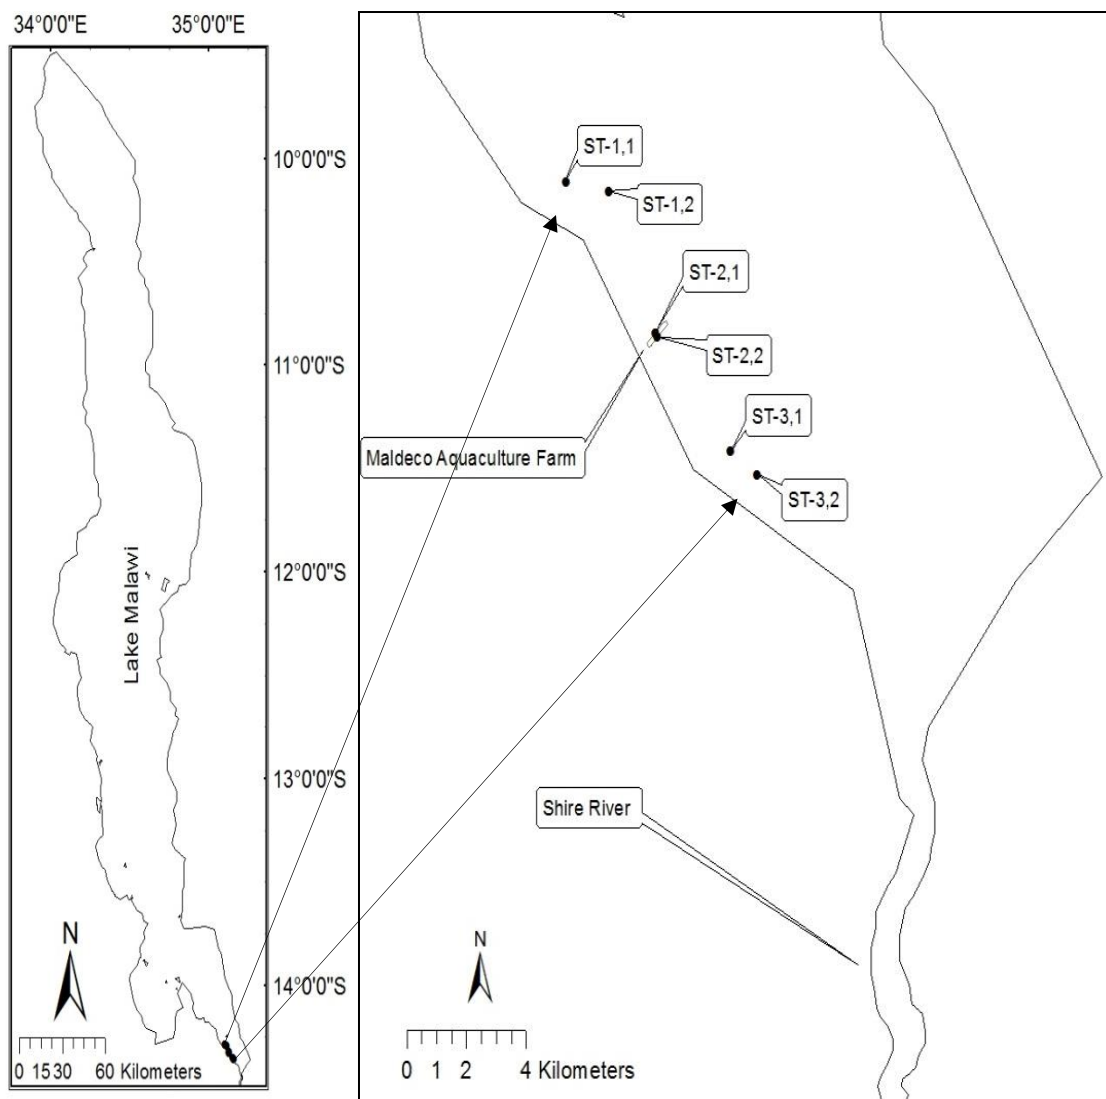 34°0'0"E 35°0'0"E
10°0'0"S
11°0'0"S
12°0'0"S
13°0'0"S
14°0'0"S
Lake Malawi
N
0 15 30 60 Kilometers
ST-1,1
ST-1,2
ST-2,1
ST-2,2
ST-3,1
ST-3,2
Maldeco Aquaculture Farm
Shire River
N
0 1 2 4 Kilometers